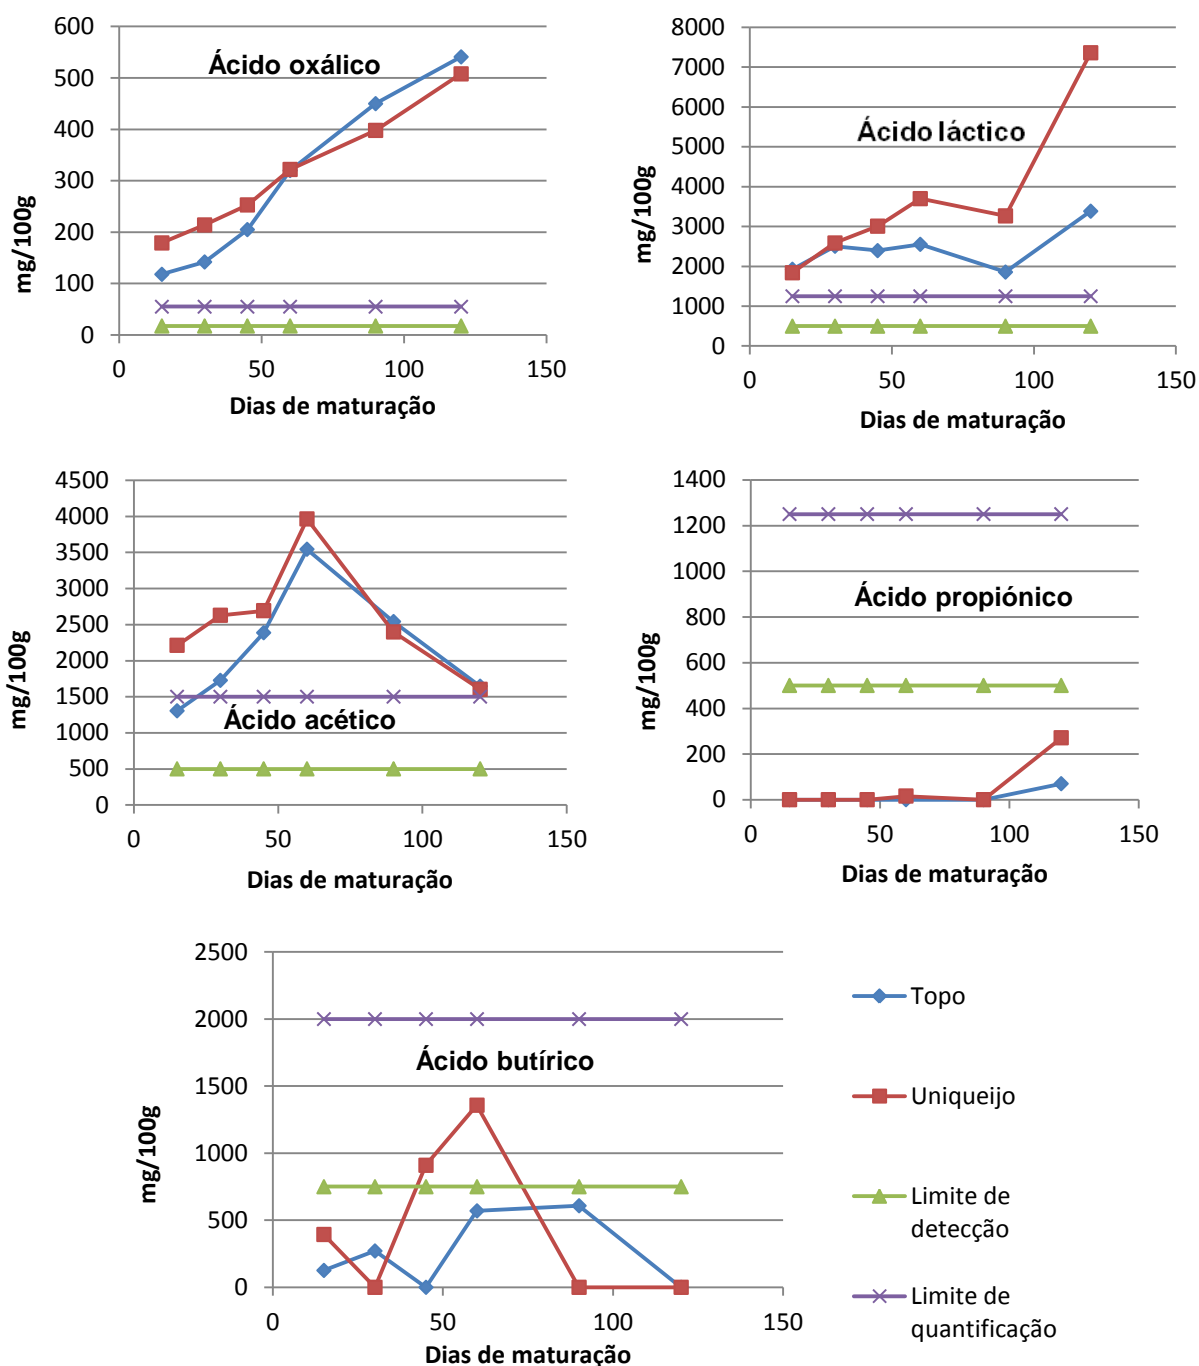 600
500
400
300
200
100
0
0
50
100
150
mg/100g
Ácido oxálico
Dias de maturação
8000
7000
6000
5000
4000
3000
2000
1000
0
0
50
100
150
mg/100g
Ácido láctico
Dias de maturação
4500
4000
3500
3000
2500
2000
1500
1000
500
0
0
50
100
150
mg/100g
Ácido acético
Dias de maturação
1400
1200
1000
800
600
400
200
0
0
50
100
150
mg/100g
Ácido propiónico
Dias de maturação
2500
2000
1500
1000
500
0
0
50
100
150
mg/100g
Ácido butírico
Dias de maturação
Topo
Uniqueijo
Limite de
detecção
Limite de
quantificação